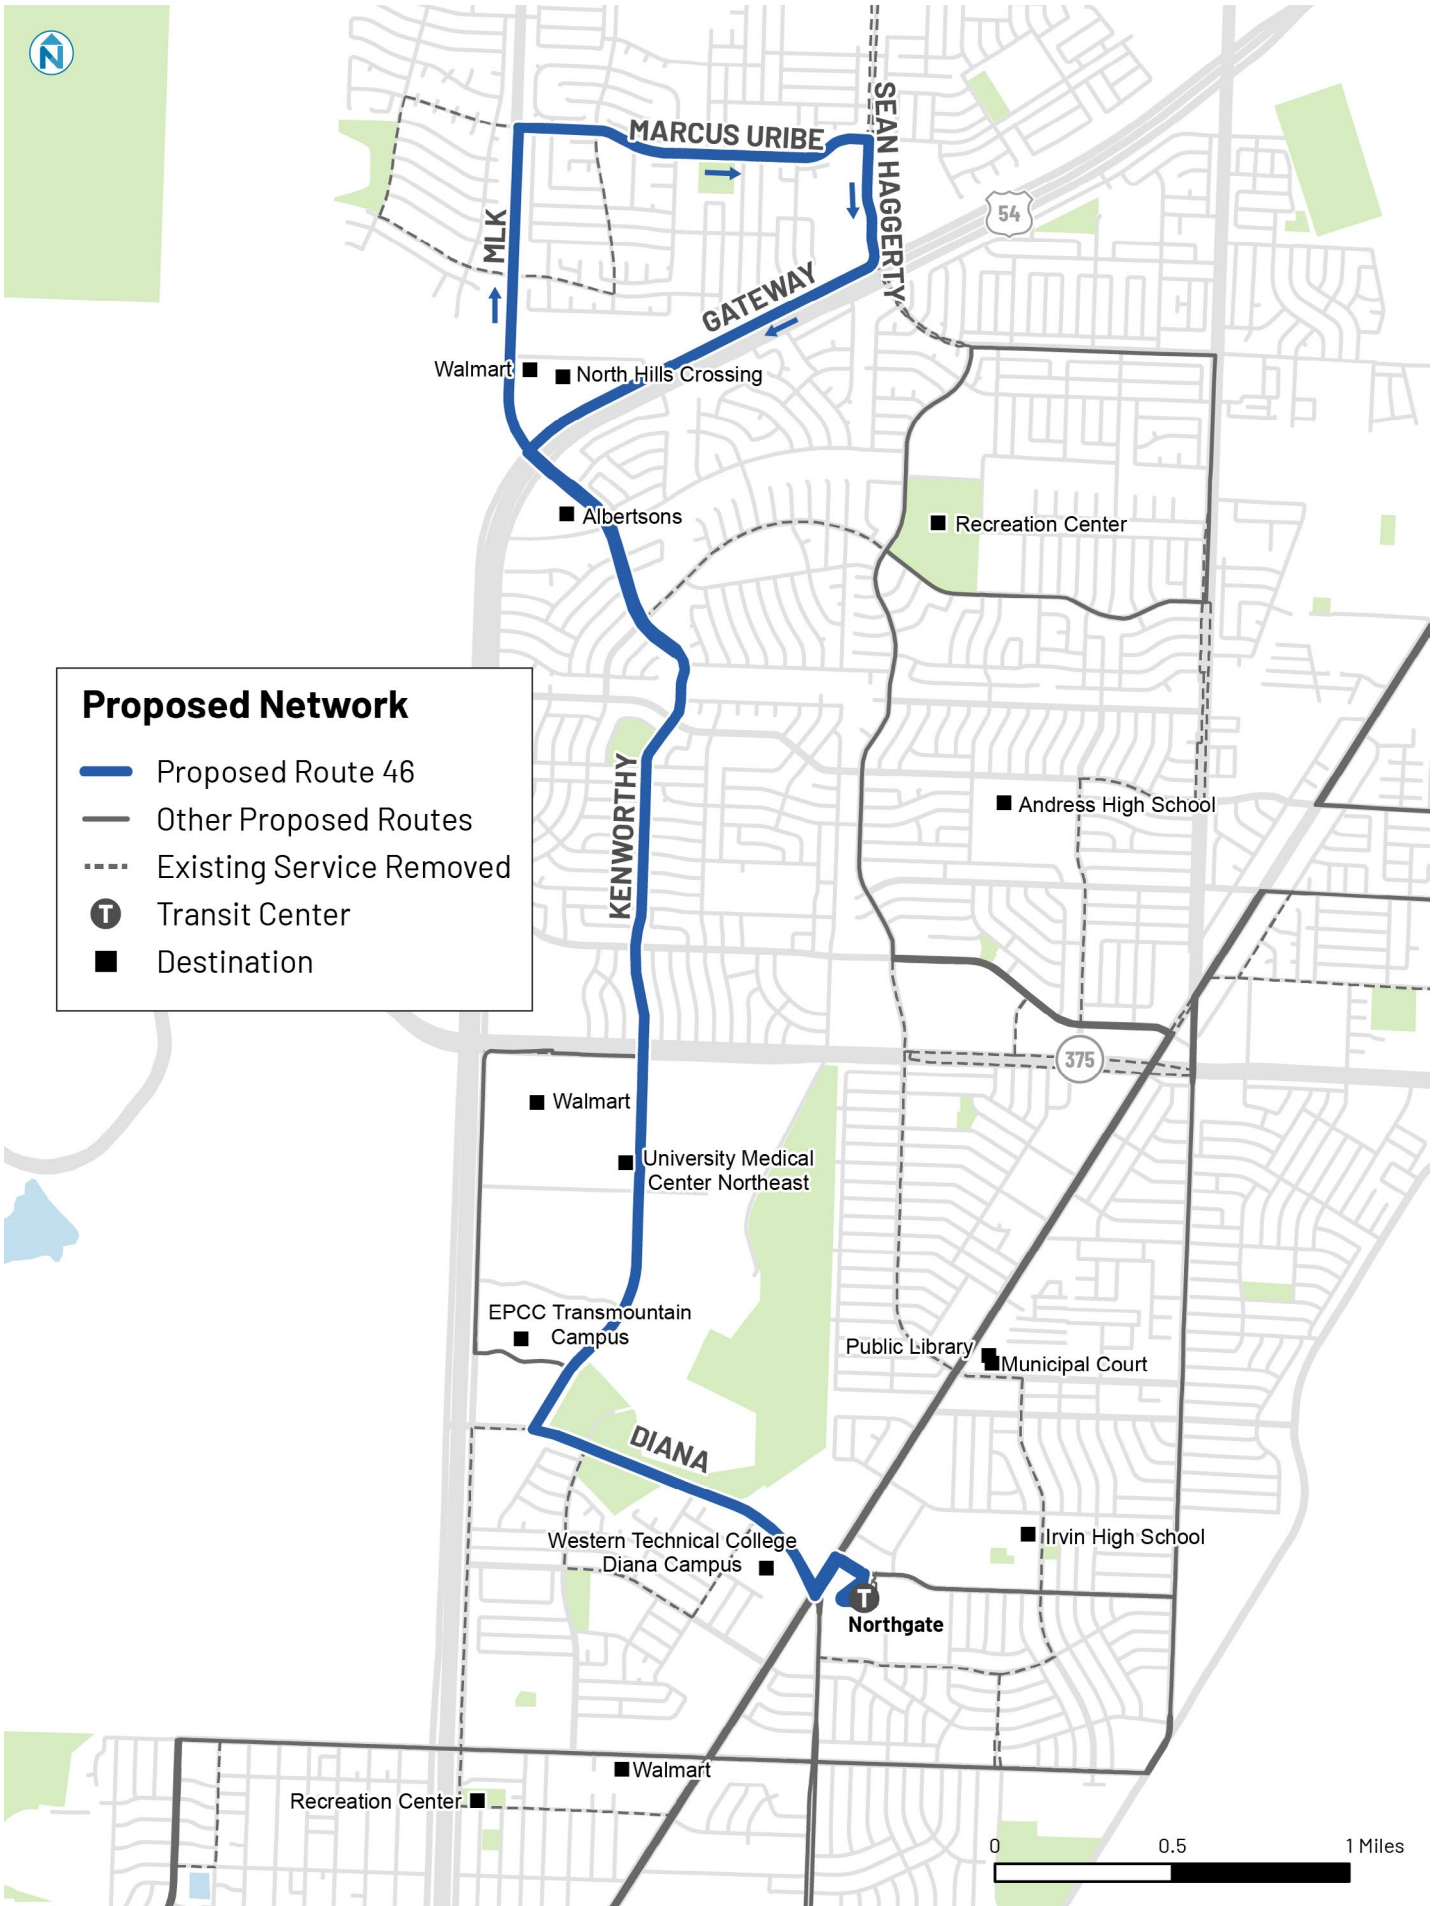 N
SEAN HAGGERTY
MARCUS URIBE
54
MLK
GATEWAY
Walmart
North Hills Crossing
Albertsons
Recreation Center
Proposed Network
Proposed Route 46
Other Proposed Routes
Existing Service Removed
T
Transit Center
Destination
KENWORTHY
Andress High School
375
Walmart
University Medical
Center Northeast
EPCC Transmountain
Campus
Public Library
Municipal Court
DIANA
Western Technical College
Diana Campus
Irvin High School
T
Northgate
Walmart
Recreation Center
0 0.5 1 Miles